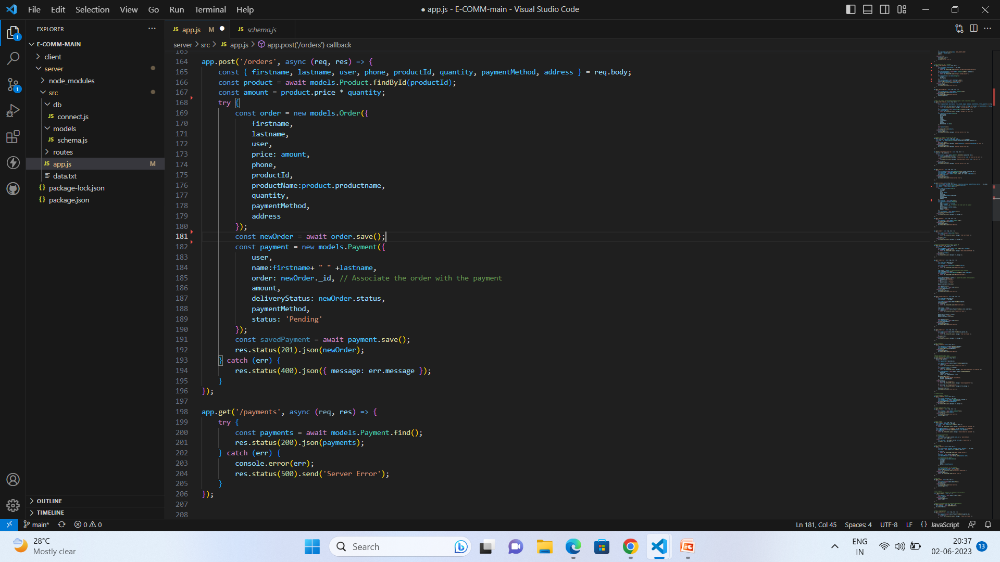 File Edit Selection View Go Run Terminal Help
● app.js - E-COMM-main - Visual Studio Code
EXPLORER
E-COMM-MAIN
client
server
node_modules
src
db
JS connect.js
models
JS schema.js
routes
JS app.js M
data.txt
{} package-lock.json
{} package.json
OUTLINE
TIMELINE
JS app.js M ● JS schema.js
server > src > JS app.js > app.post('/orders') callback
163
164 app.post('/orders', async (req, res) => {
165 const { firstname, lastname, user, phone, productId, quantity, paymentMethod, address } = req.body;
166 const product = await models.Product.findById(productId);
167 const amount = product.price * quantity;
168 try {
169 const order = new models.Order({
170 firstname,
171 lastname,
172 user,
173 price: amount,
174 phone,
175 productId,
176 productName:product.productname,
177 quantity,
178 paymentMethod,
179 address
180 });
181 const newOrder = await order.save();
182 const payment = new models.Payment({
183 user,
184 name:firstname+ " " +lastname,
185 order: newOrder._id, // Associate the order with the payment
186 amount,
187 deliveryStatus: newOrder.status,
188 paymentMethod,
189 status: 'Pending'
190 });
191 const savedPayment = await payment.save();
192 res.status(201).json(newOrder);
193 } catch (err) {
194 res.status(400).json({ message: err.message });
195 }
196 });
197
198 app.get('/payments', async (req, res) => {
199 try {
200 const payments = await models.Payment.find();
201 res.status(200).json(payments);
202 } catch (err) {
203 console.error(err);
204 res.status(500).send('Server Error');
205 }
206 });
207
208
main* 0 0 Ln 181, Col 45 Spaces: 4 UTF-8 LF {} JavaScript
28°C
Mostly clear
Search
ENG
IN
20:37
02-06-2023
13